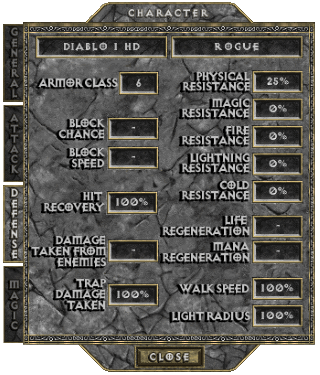 CHARACTER
DIABLO 1 HD
ROGUE
GENERAL
ATTACK
DEFENSE
MAGIC
ARMOR CLASS 6
BLOCK
CHANCE -
BLOCK
SPEED -
HIT
RECOVERY 100%
DAMAGE
TAKEN FROM
ENEMIES -
TRAP
DAMAGE
TAKEN 100%
PHYSICAL
RESISTANCE 25%
MAGIC
RESISTANCE 0%
FIRE
RESISTANCE 0%
LIGHTNING
RESISTANCE 0%
COLD
RESISTANCE 0%
LIFE
REGENERATION -
MANA
REGENERATION -
WALK SPEED 100%
LIGHT RADIUS 100%
CLOSE